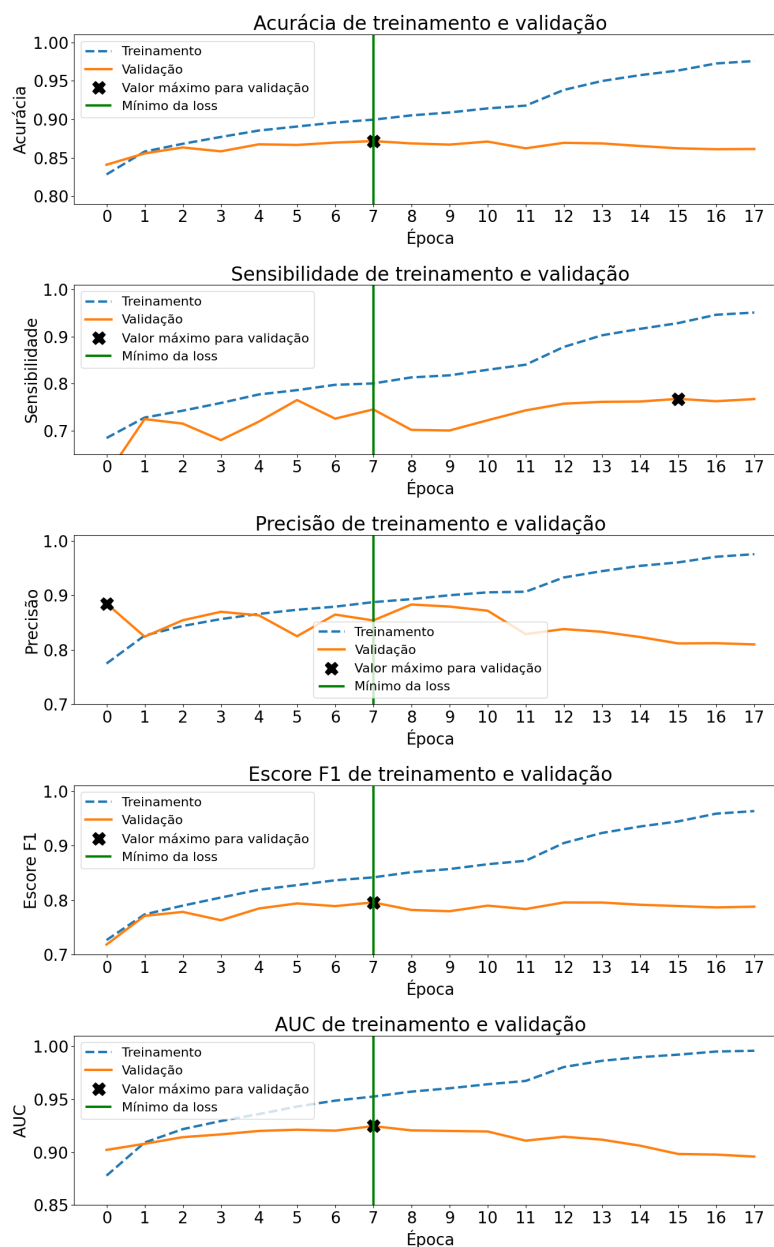 Acurácia de treinamento e validação
1.00
0.95
0.90
0.85
0.80
Acurácia
Treinamento
Validação
Valor máximo para validação
Mínimo da loss
0 1 2 3 4 5 6 7 8 9 10 11 12 13 14 15 16 17
Época
Sensibilidade de treinamento e validação
1.0
0.9
0.8
0.7
Sensibilidade
Treinamento
Validação
Valor máximo para validação
Mínimo da loss
0 1 2 3 4 5 6 7 8 9 10 11 12 13 14 15 16 17
Época
Precisão de treinamento e validação
1.0
0.9
0.8
0.7
Precisão
Treinamento
Validação
Valor máximo para validação
Mínimo da loss
0 1 2 3 4 5 6 7 8 9 10 11 12 13 14 15 16 17
Época
Escore F1 de treinamento e validação
1.0
0.9
0.8
0.7
Escore F1
Treinamento
Validação
Valor máximo para validação
Mínimo da loss
0 1 2 3 4 5 6 7 8 9 10 11 12 13 14 15 16 17
Época
AUC de treinamento e validação
1.00
0.95
0.90
0.85
AUC
Treinamento
Validação
Valor máximo para validação
Mínimo da loss
0 1 2 3 4 5 6 7 8 9 10 11 12 13 14 15 16 17
Época